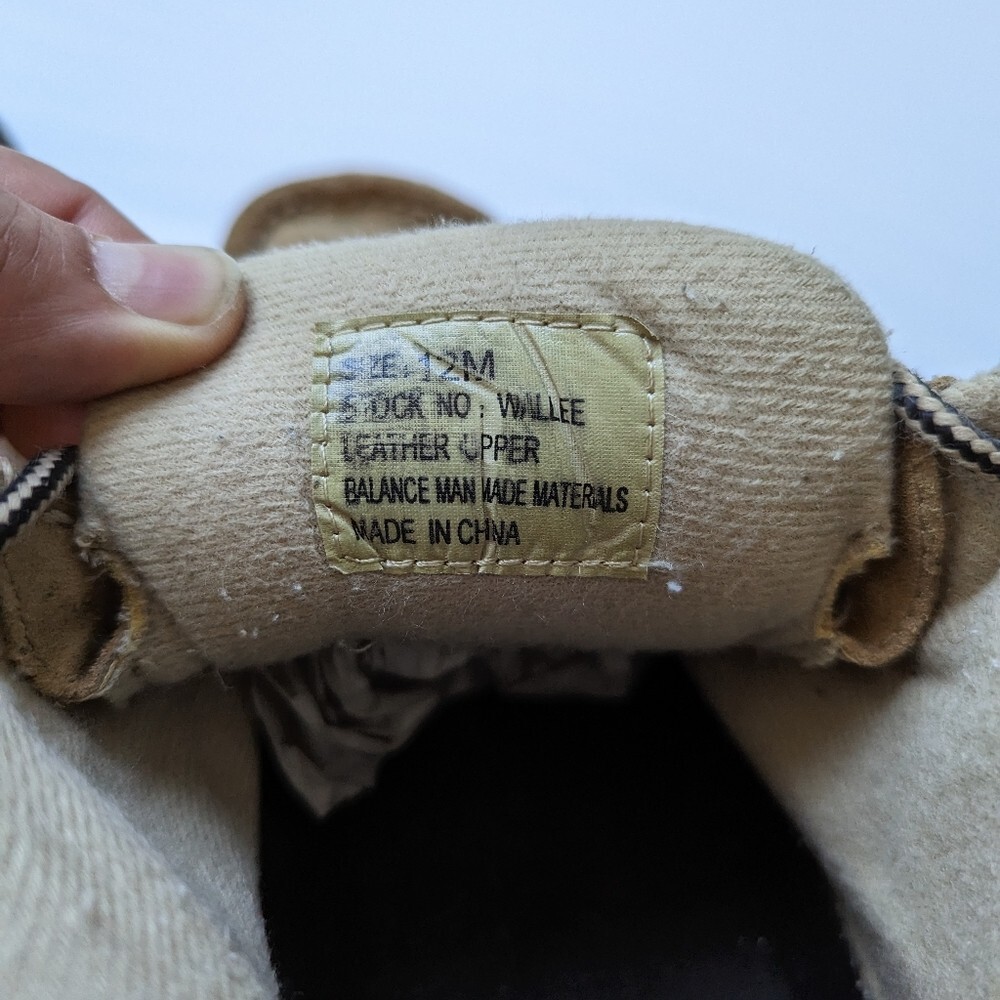 SIZE: 12M
STOCK NO : WALLEE
LEATHER UPPER
BALANCE MAN MADE MATERIALS
MADE IN CHINA